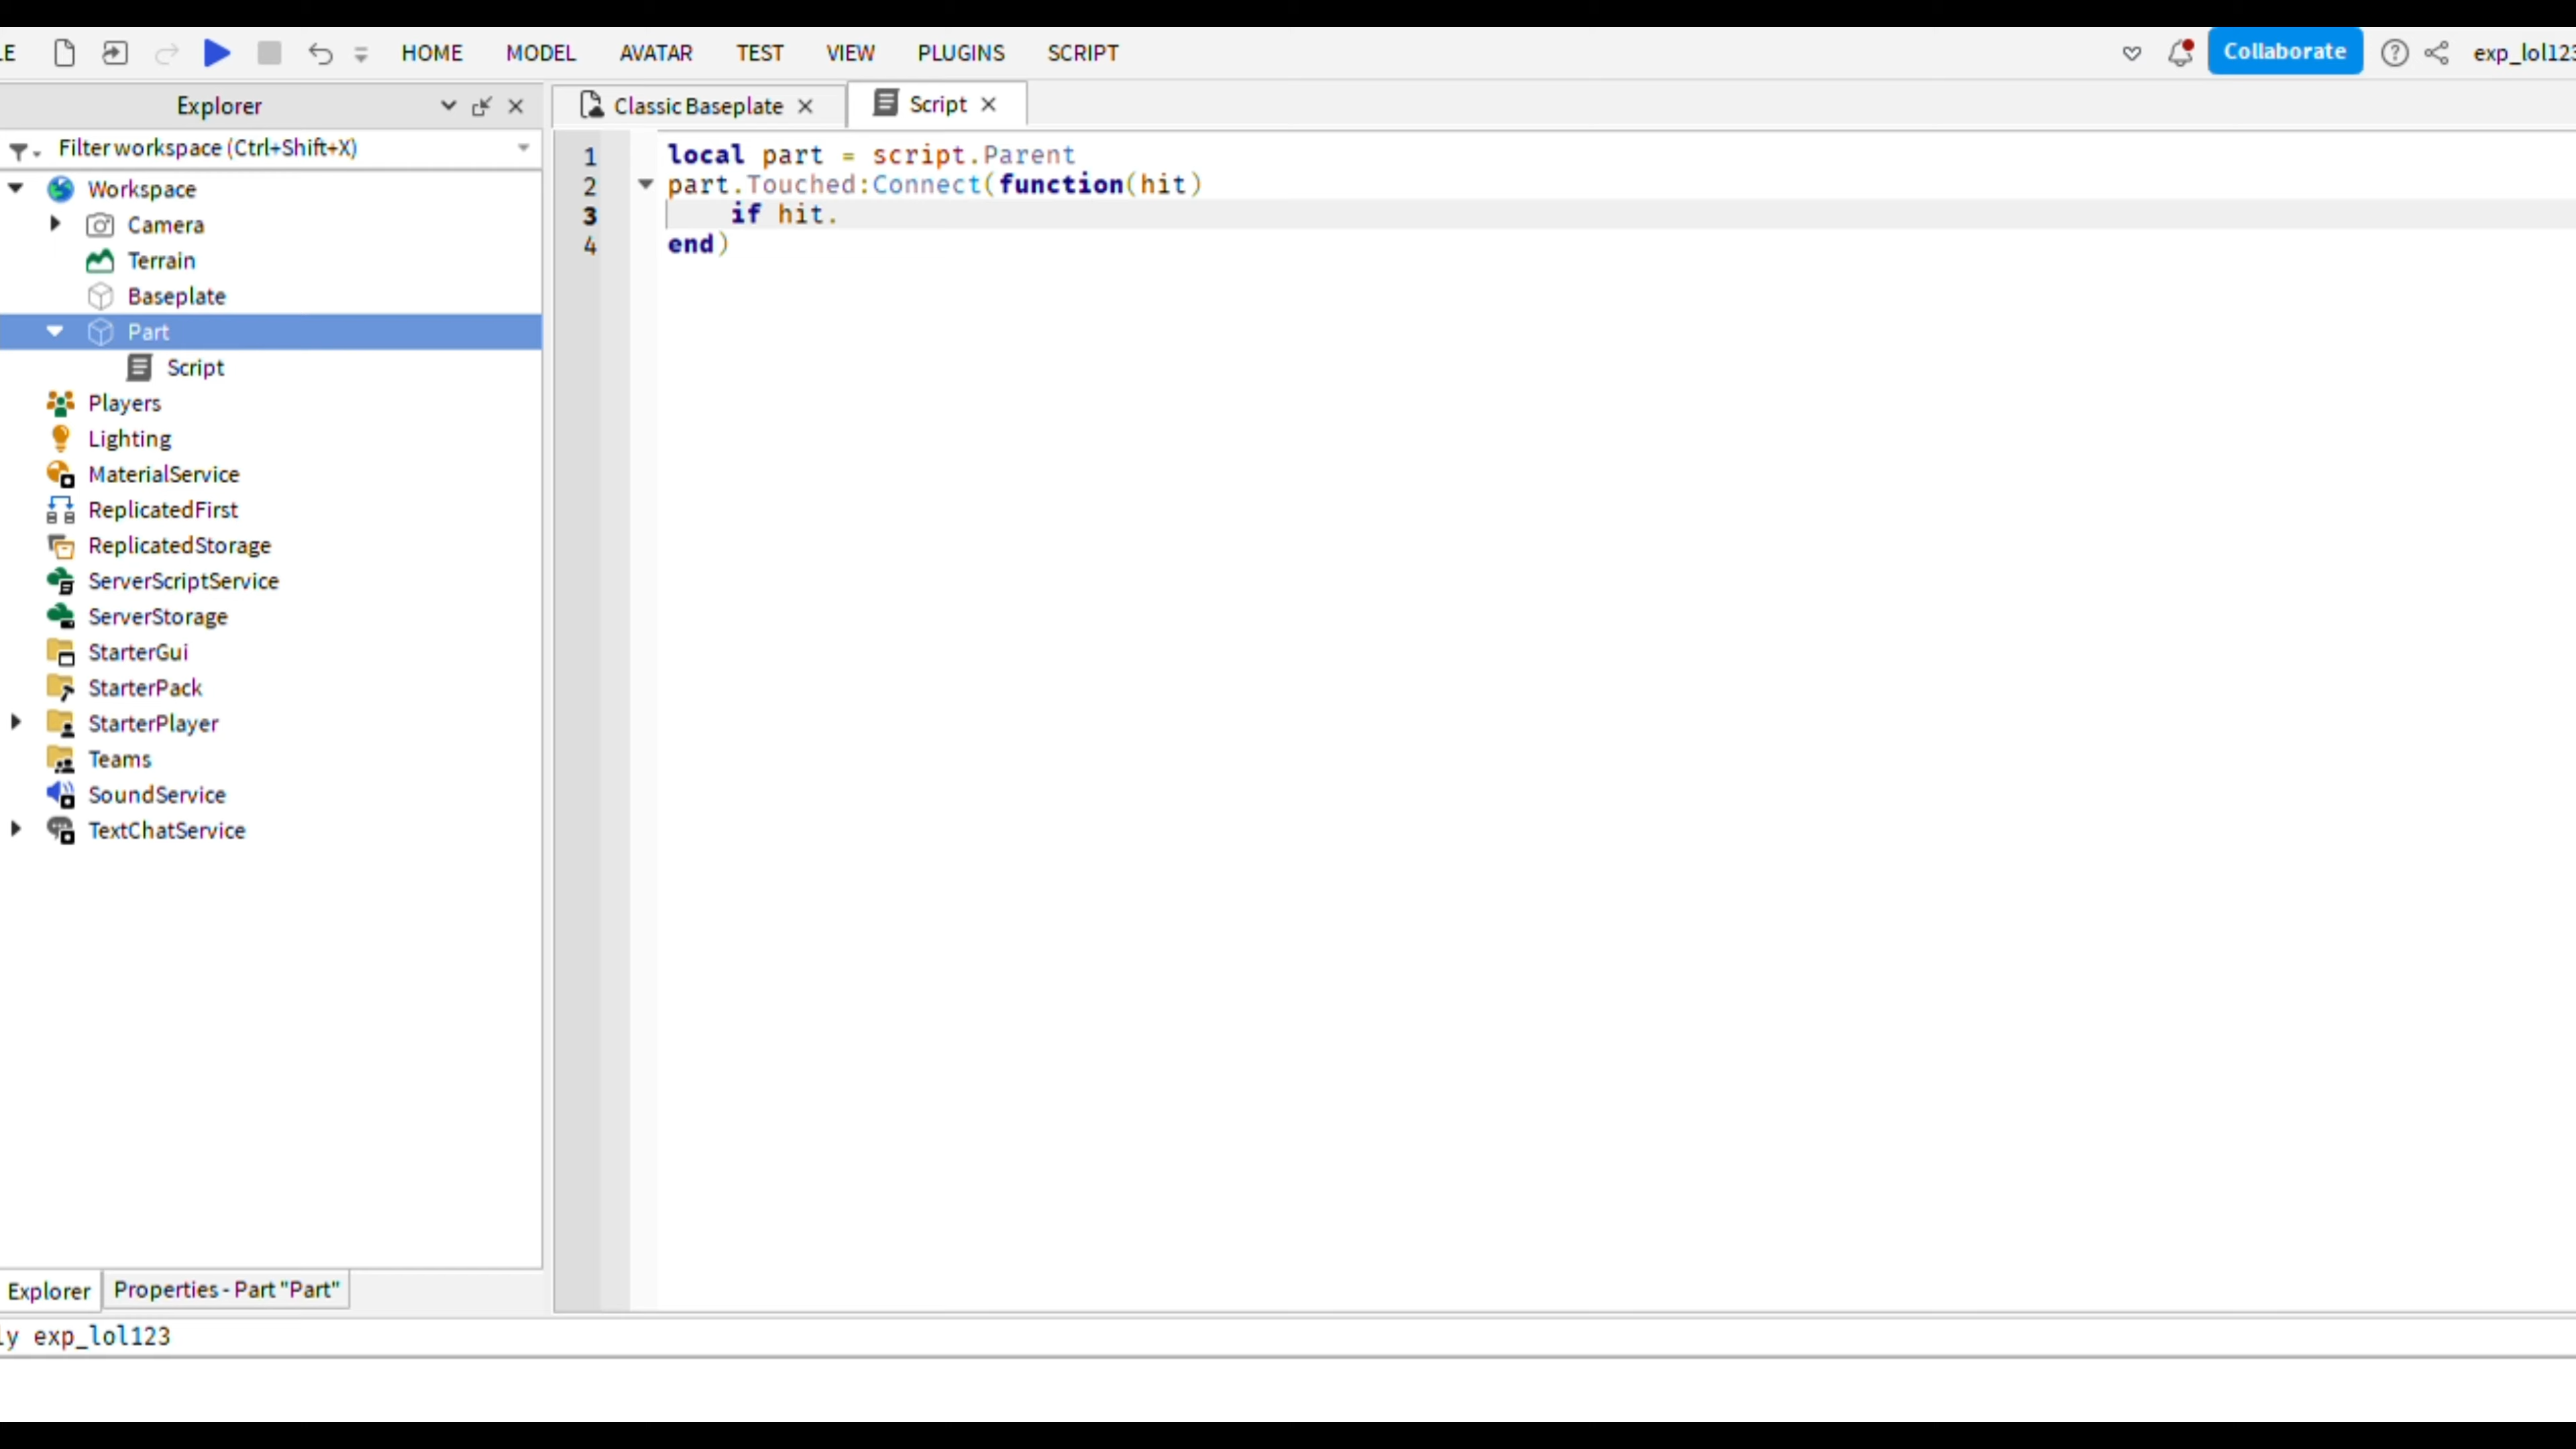 HOME MODEL AVATAR TEST VIEW PLUGINS SCRIPT Collaborate exp_lol123
Explorer
Filter workspace (Ctrl+Shift+X)
Workspace
Camera
Terrain
Baseplate
Part
Script
Players
Lighting
MaterialService
ReplicatedFirst
ReplicatedStorage
ServerScriptService
ServerStorage
StarterGui
StarterPack
StarterPlayer
Teams
SoundService
TextChatService
Explorer Properties - Part "Part"
ly exp_lol123
Classic Baseplate Script
1 local part = script.Parent
2 part.Touched:Connect(function(hit)
3 if hit.
4 end)